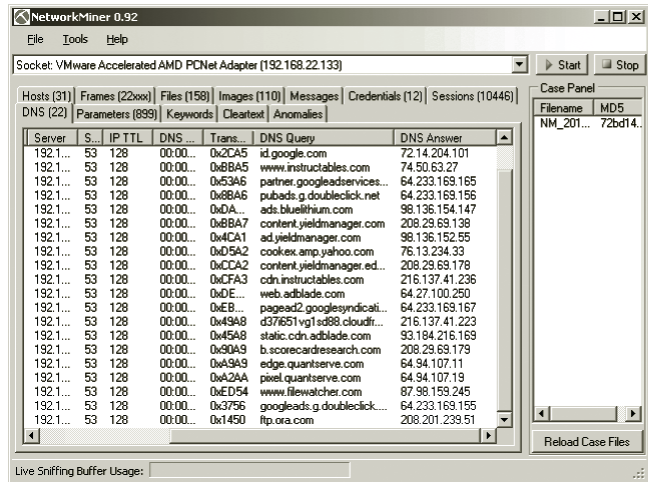 NetworkMiner 0.92
File Tools Help
Socket: VMware Accelerated AMD PCNet Adapter (192.168.22.133)
Start Stop
Hosts (31) Frames (22xxx) Files (158) Images (110) Messages Credentials (12) Sessions (10446)
DNS (22) Parameters (899) Keywords Cleartext Anomalies
Case Panel
Filename MD5
NM_201... 72bd14..
Server S... IP TTL DNS ... Trans... DNS Query DNS Answer
192.1... 53 128 00:00... 0x2CA5 id.google.com 72.14.204.101
192.1... 53 128 00:00... 0xBBA5 www.instructables.com 74.50.63.27
192.1... 53 128 00:00... 0x53A6 partner.googleadservices... 64.233.169.165
192.1... 53 128 00:00... 0x8BA6 pubads.g.doubleclick.net 64.233.169.156
192.1... 53 128 00:00... 0xDA... ads.bluelithium.com 98.136.154.147
192.1... 53 128 00:00... 0xBBA7 content.yieldmanager.com 208.29.69.138
192.1... 53 128 00:00... 0x4CA1 ad.yieldmanager.com 98.136.152.55
192.1... 53 128 00:00... 0xD5A2 cookex.amp.yahoo.com 76.13.234.33
192.1... 53 128 00:00... 0xCCA2 content.yieldmanager.ed... 208.29.69.178
192.1... 53 128 00:00... 0xCFA3 cdn.instructables.com 216.137.41.236
192.1... 53 128 00:00... 0xDE... web.adblade.com 64.27.100.250
192.1... 53 128 00:00... 0xEB... pagead2.googlesyndicati... 64.233.169.167
192.1... 53 128 00:00... 0x49A8 d37i651vg1sd88.cloudfr... 216.137.41.223
192.1... 53 128 00:00... 0x45A8 static.cdn.adblade.com 93.184.216.169
192.1... 53 128 00:00... 0x90A9 b.scorecardresearch.com 208.29.69.179
192.1... 53 128 00:00... 0xA9A9 edge.quantserve.com 64.94.107.11
192.1... 53 128 00:00... 0xA2AA pixel.quantserve.com 64.94.107.19
192.1... 53 128 00:00... 0xED54 www.filewatcher.com 87.98.159.245
192.1... 53 128 00:00... 0x3756 googleads.g.doubleclick.... 64.233.169.155
192.1... 53 128 00:00... 0x1450 ftp.ora.com 208.201.239.51
Reload Case Files
Live Sniffing Buffer Usage: